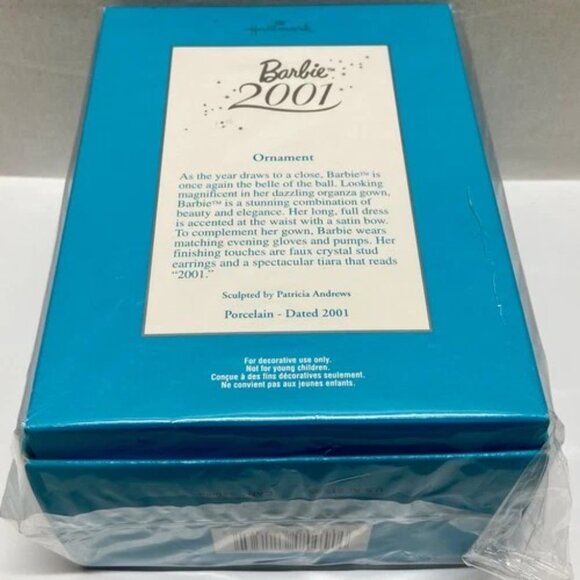 Hallmark
Barbie™
2001
Ornament
As the year draws to a close, Barbie™ is
once again the belle of the ball. Looking
magnificent in her dazzling organza gown,
Barbie™ is a stunning combination of
beauty and elegance. Her long, full dress
is accented at the waist with a satin bow.
To complement her gown, Barbie wears
matching evening gloves and pumps. Her
finishing touches are faux crystal stud
earrings and a spectacular tiara that reads
“2001.”
Sculpted by Patricia Andrews
Porcelain - Dated 2001
For decorative use only.
Not for young children.
Conçue à des fins décoratives seulement.
Ne convient pas aux jeunes enfants.